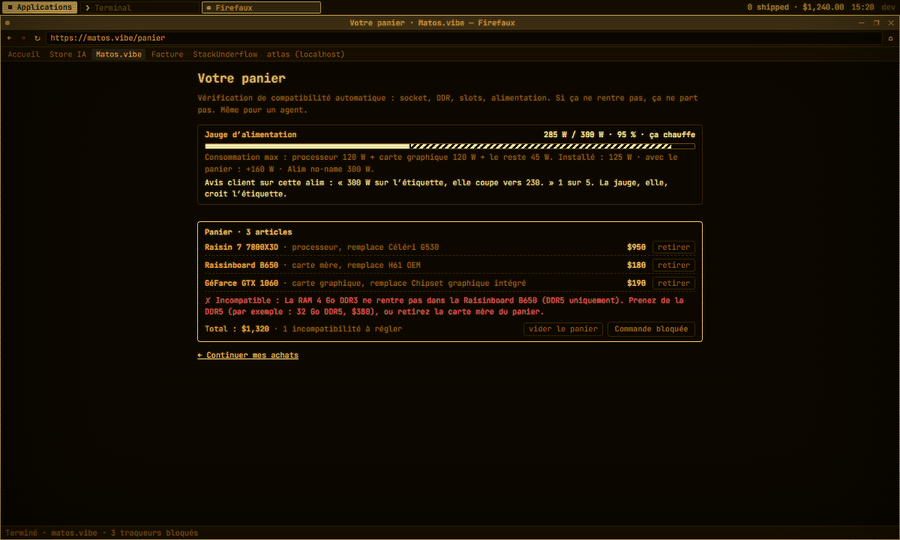 Applications
❯ Terminal
Firefaux
0 shipped · $1,240.00 15:20 dev
Votre panier · Matos.vibe — Firefaux
https://matos.vibe/panier
Accueil Store IA Matos.vibe Facture StackUnderflow atlas (localhost)
Votre panier
Vérification de compatibilité automatique : socket, DDR, slots, alimentation. Si ça ne rentre pas, ça ne part
pas. Même pour un agent.
Jauge d'alimentation 285 W / 300 W · 95 % · ça chauffe
Consommation max : processeur 120 W + carte graphique 120 W + le reste 45 W. Installé : 125 W · avec le
panier : +160 W · Alim no-name 300 W.
Avis client sur cette alim : « 300 W sur l'étiquette, elle coupe vers 230. » 1 sur 5. La jauge, elle,
croit l'étiquette.
Panier · 3 articles
Raisin 7 7800X3D · processeur, remplace Céléri G530 $950 retirer
Raisinboard B650 · carte mère, remplace H61 OEM $180 retirer
GéFarce GTX 1060 · carte graphique, remplace Chipset graphique intégré $190 retirer
✗ Incompatible : La RAM 4 Go DDR3 ne rentre pas dans la Raisinboard B650 (DDR5 uniquement). Prenez de la
DDR5 (par exemple : 32 Go DDR5, $380), ou retirez la carte mère du panier.
Total : $1,320 · 1 incompatibilité à régler vider le panier Commande bloquée
← Continuer mes achats
Terminé · matos.vibe · 3 traqueurs bloqués